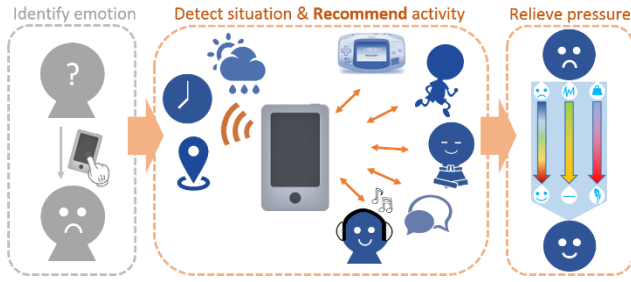 Identify emotion
Detect situation & Recommend activity
Relieve pressure
?